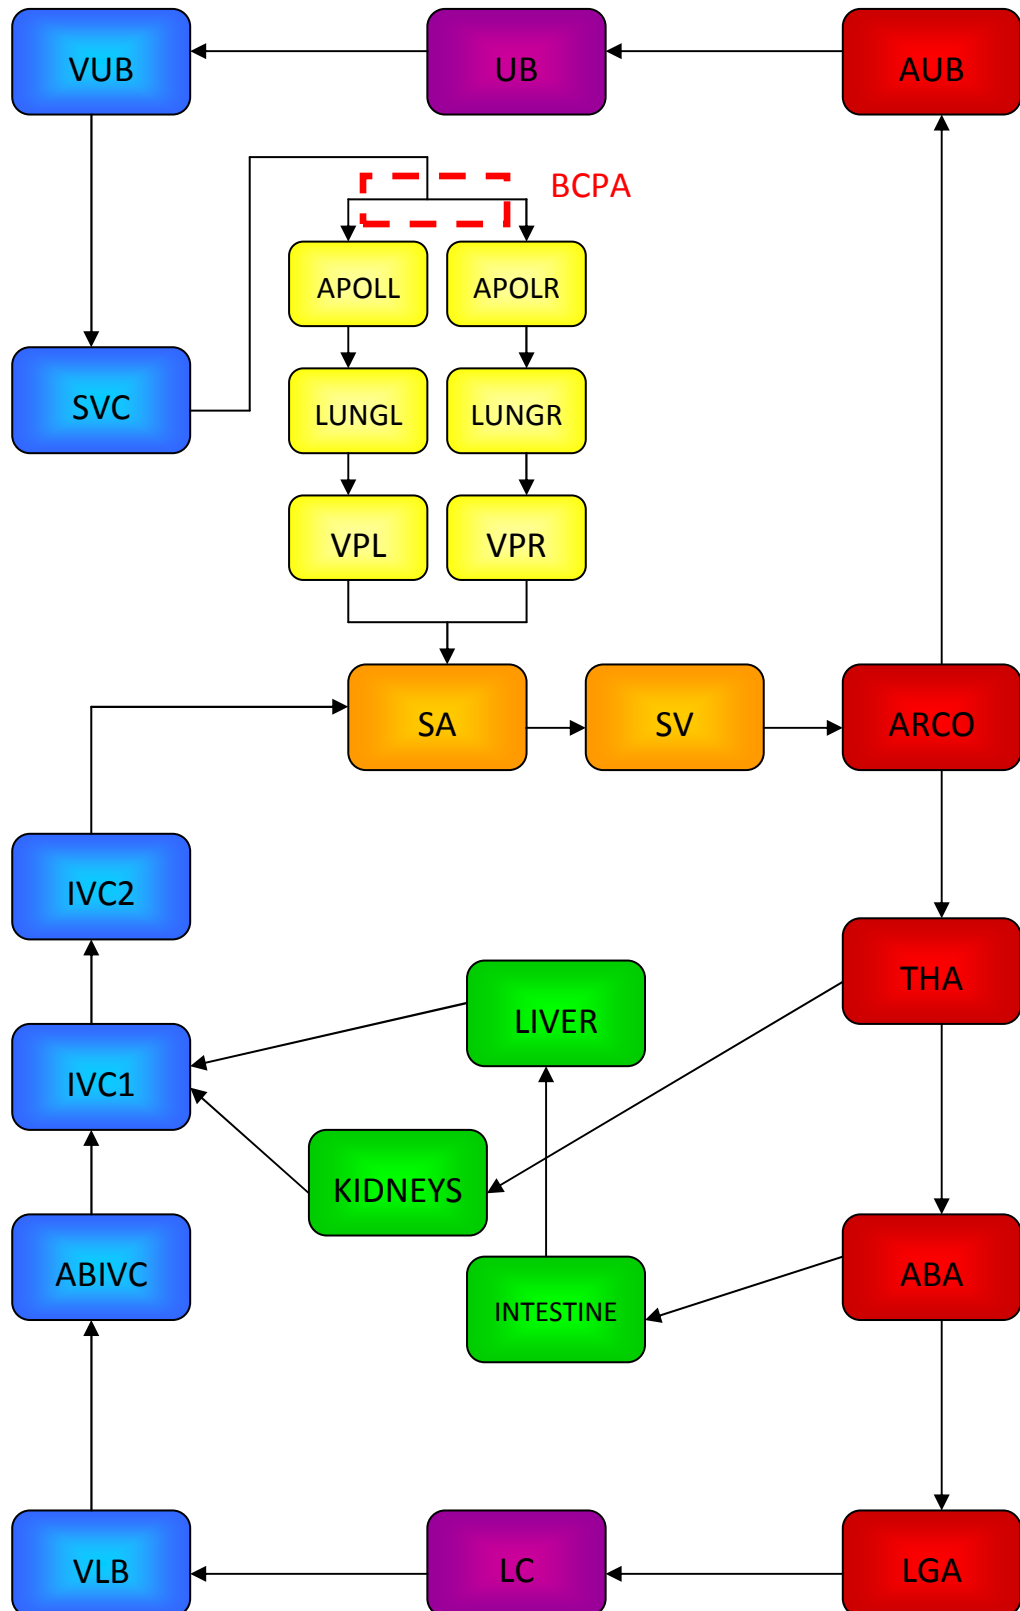 VUB
UB
AUB
BCPA
APOLL
APOLR
SVC
LUNGL
LUNGR
VPL
VPR
SA
SV
ARCO
IVC2
THA
LIVER
IVC1
KIDNEYS
ABIVC
ABA
INTESTINE
VLB
LC
LGA